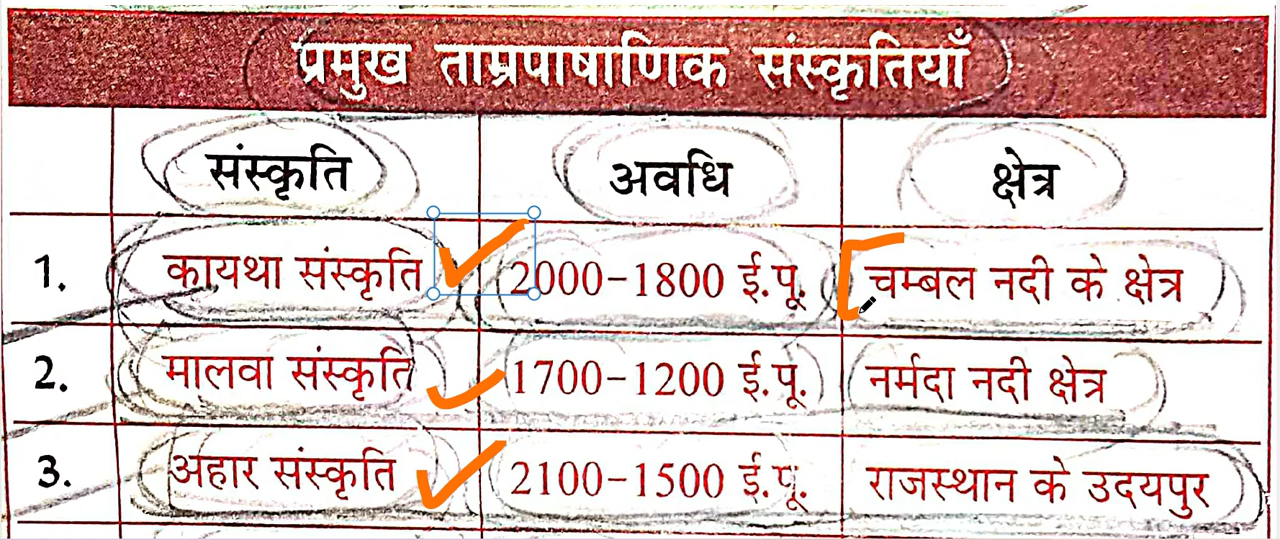 प्रमुख ताम्रपाषाणिक संस्कृतियाँ
संस्कृति अवधि क्षेत्र
1. कायथा संस्कृति 2000-1800 ई.पू. चम्बल नदी के क्षेत्र
2. मालवा संस्कृति 1700-1200 ई.पू. नर्मदा नदी क्षेत्र
3. अहार संस्कृति 2100-1500 ई.पू. राजस्थान के उदयपुर